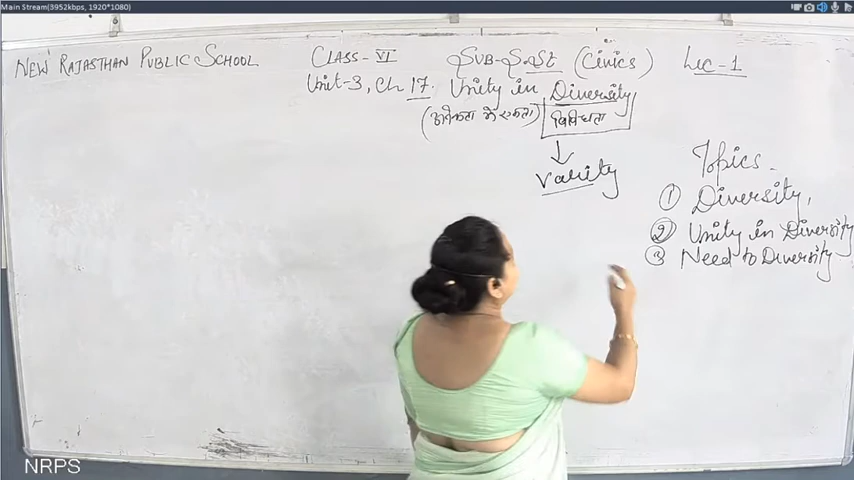 Main Stream(3952kbps, 1920*1080)
NEW RAJASTHAN PUBLIC SCHOOL CLASS-VI SUB-S.St (Civics) Lec-1
Unit-3, Ch 17. Unity in Diversity
(अनेकता में एकता) विविधता
Varity
Topics
① Diversity,
② Unity in Diversity
③ Need to Diversity
NRPS